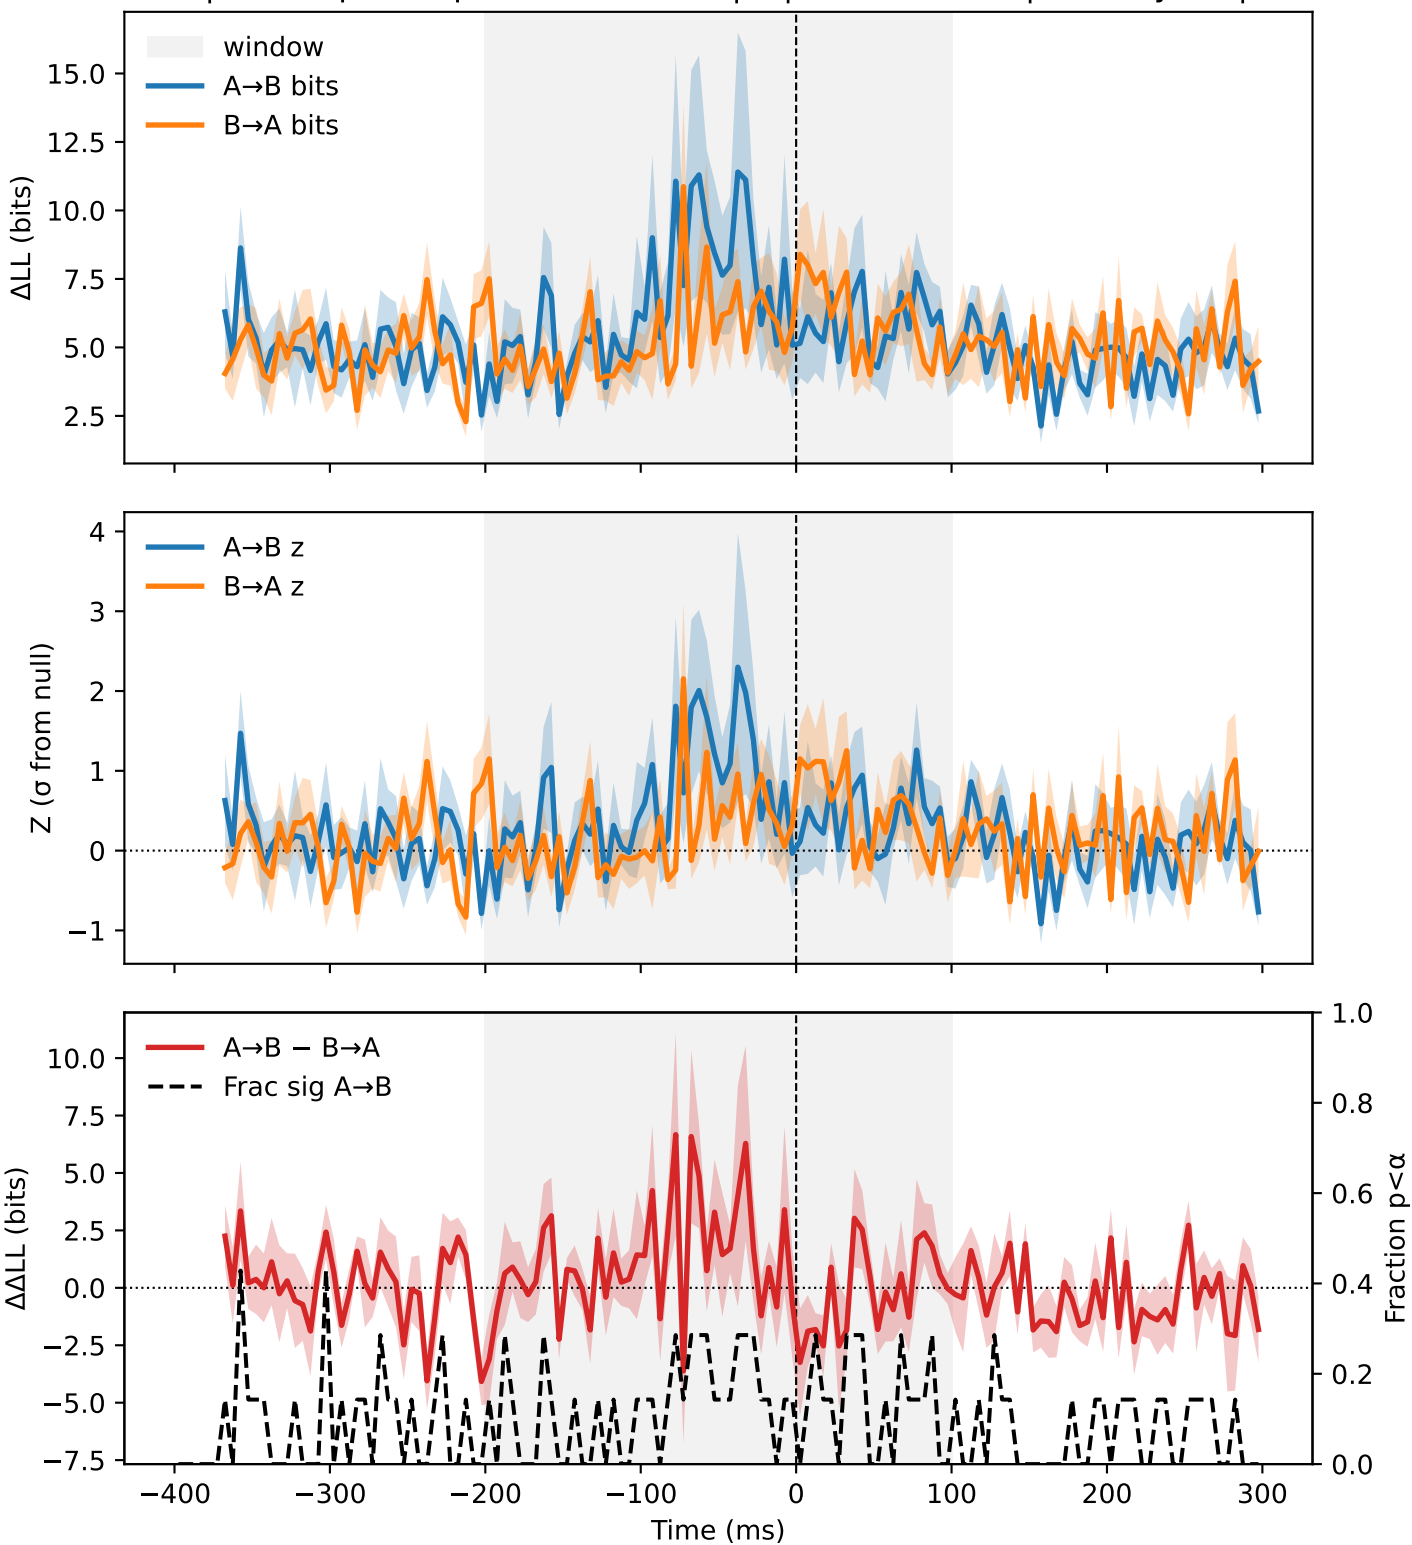 window
A→B bits
B→A bits
ΔLL (bits)
15.0
12.5
10.0
7.5
5.0
2.5
A→B z
B→A z
Z (σ from null)
4
3
2
1
0
−1
A→B − B→A
Frac sig A→B
ΔΔLL (bits)
10.0
7.5
5.0
2.5
0.0
−2.5
−5.0
−7.5
1.0
0.8
0.6
0.4
0.2
0.0
Fraction p<α
−400 −300 −200 −100 0 100 200 300
Time (ms)